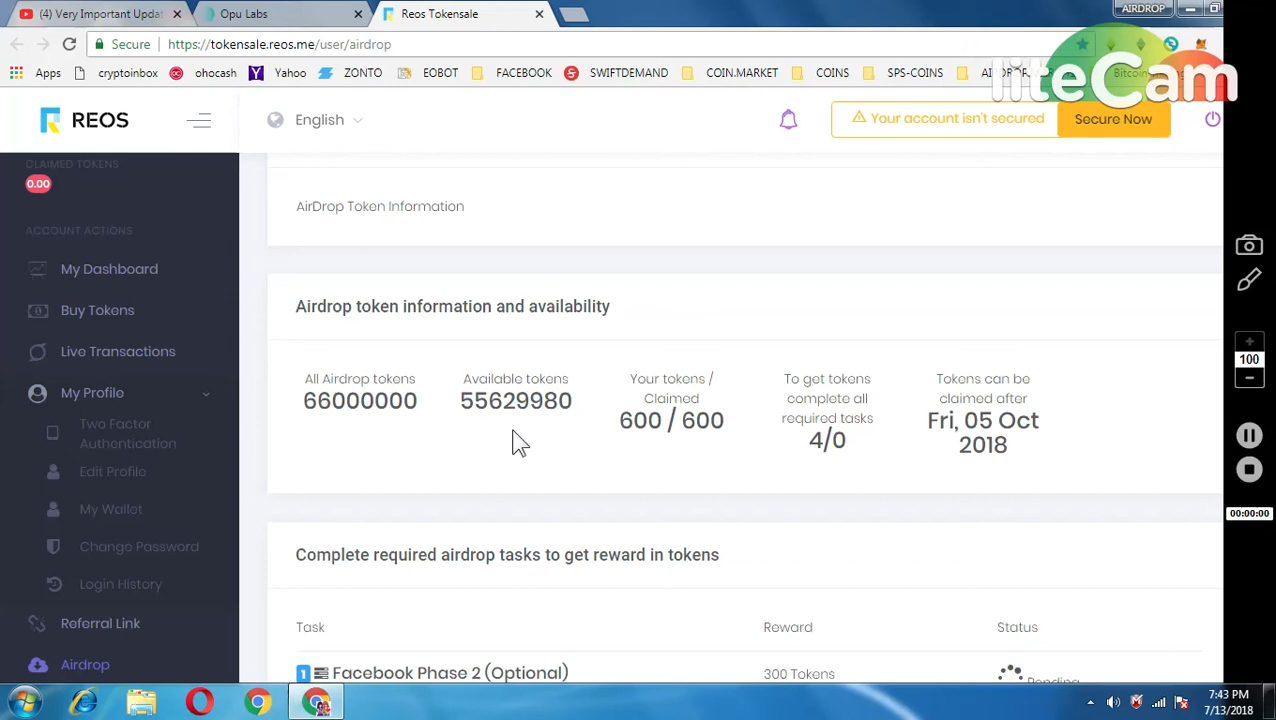 (4) Very Important Updat
Opu Labs
Reos Tokensale
AIRDROP
Secure
https://tokensale.reos.me/user/airdrop
Apps
cryptoinbox
ohocash
Yahoo
EOBOT
FACEBOOK
SWIFTDEMAND
COIN.MARKET
COINS
SPS-COINS
liteCam
REOS
English
Your account isn't secured
Secure Now
CLAIMED TOKENS
0.00
ACCOUNT ACTIONS
My Dashboard
Buy Tokens
Live Transactions
My Profile
Two Factor
Authentication
Edit Profile
My Wallet
Change Password
Login History
Referral Link
Airdrop
AirDrop Token Information
Airdrop token information and availability
All Airdrop tokens
66000000
Available tokens
55629980
Your tokens /
Claimed
600 / 600
To get tokens
complete all
required tasks
4/0
Tokens can be
claimed after
Fri, 05 Oct
2018
Complete required airdrop tasks to get reward in tokens
Task
Reward
Status
1 Facebook Phase 2 (Optional)
300 Tokens
Pending
100
00:00:00
7:43 PM
7/13/2018